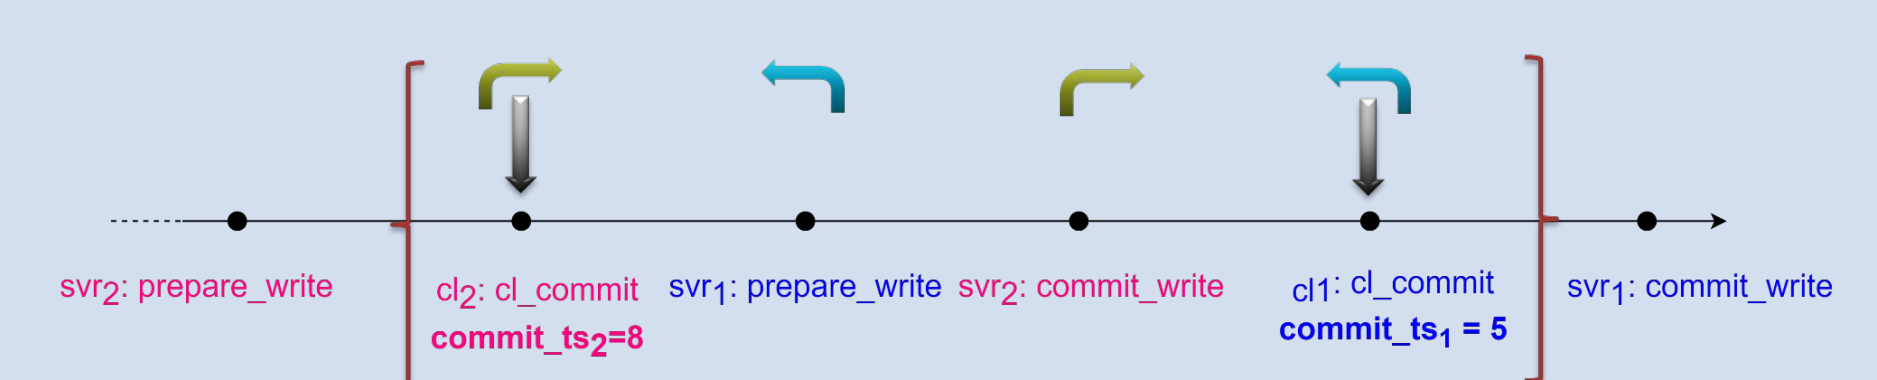 svr2: prepare_write
cl2: cl_commit
commit_ts2=8
svr1: prepare_write
svr2: commit_write
cl1: cl_commit
commit_ts1 = 5
svr1: commit_write